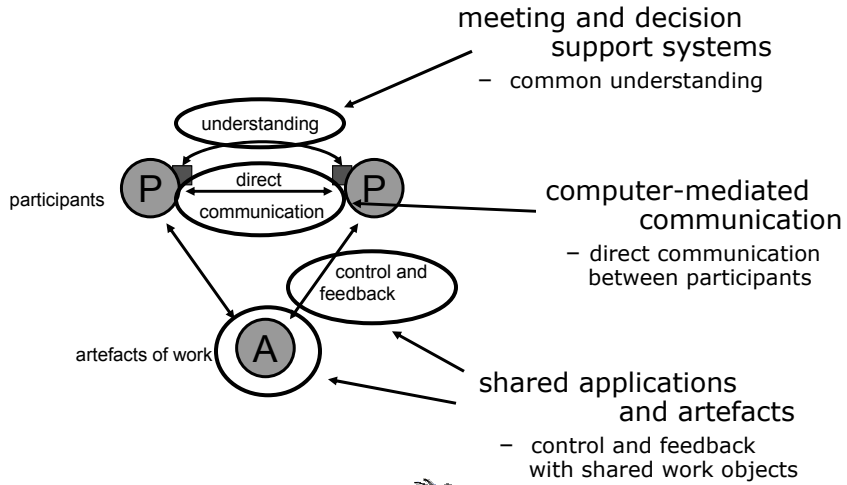 meeting and decision
support systems
– common understanding
understanding
P
P
direct
communication
participants
computer-mediated
communication
– direct communication
between participants
control and
feedback
A
artefacts of work
shared applications
and artefacts
– control and feedback
with shared work objects